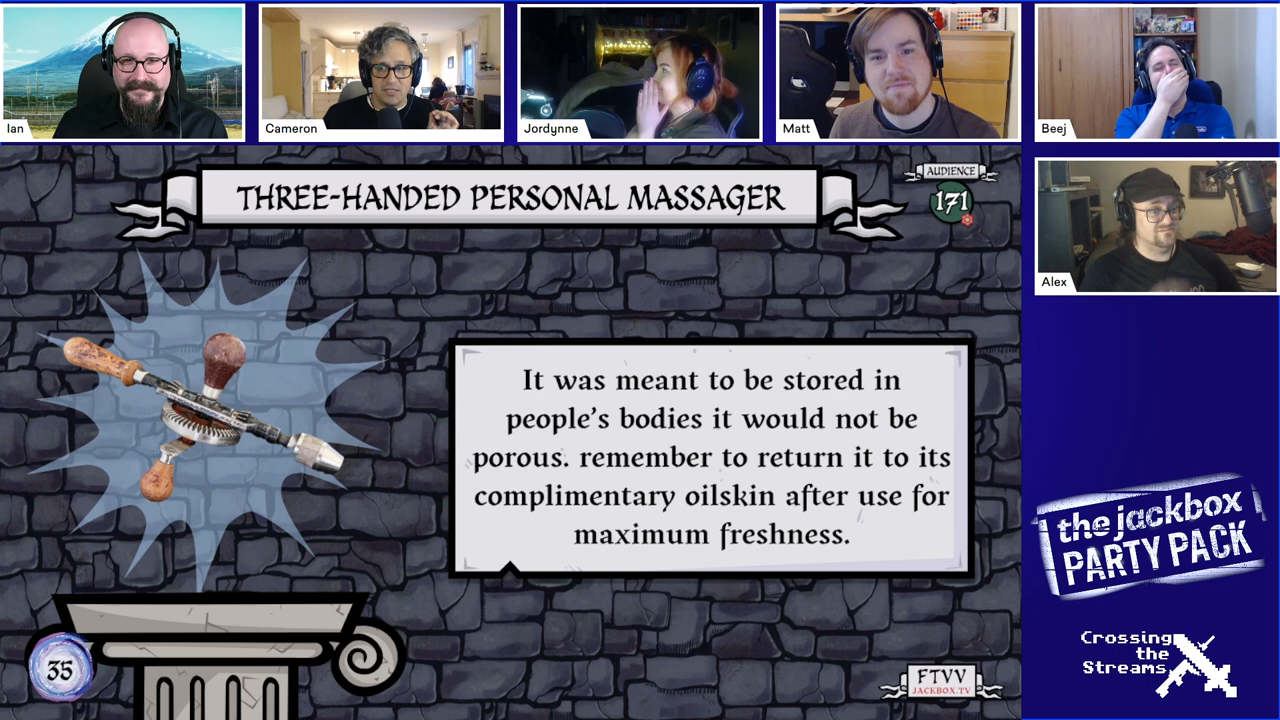 Ian
Cameron
Jordynne
Matt
Beej
THREE-HANDED PERSONAL MASSAGER
AUDIENCE
171
Alex
It was meant to be stored in
people's bodies it would not be
porous. remember to return it to its
complimentary oilskin after use for
maximum freshness.
the jackbox
PARTY PACK
Crossing
the
Streams
35
FTVV
JACKBOX.TV